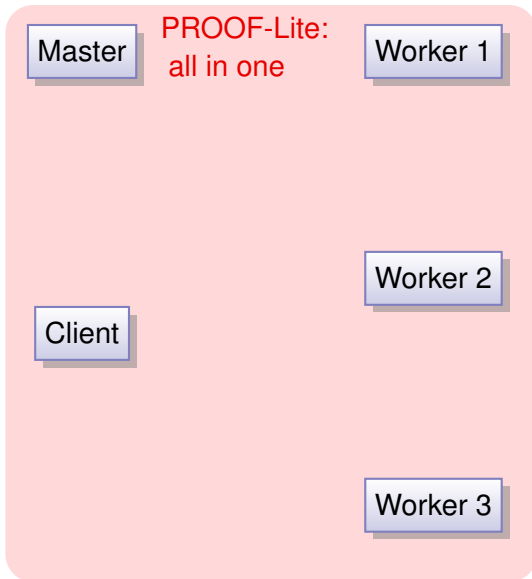 Master
PROOF-Lite:
all in one
Worker 1
Worker 2
Client
Worker 3